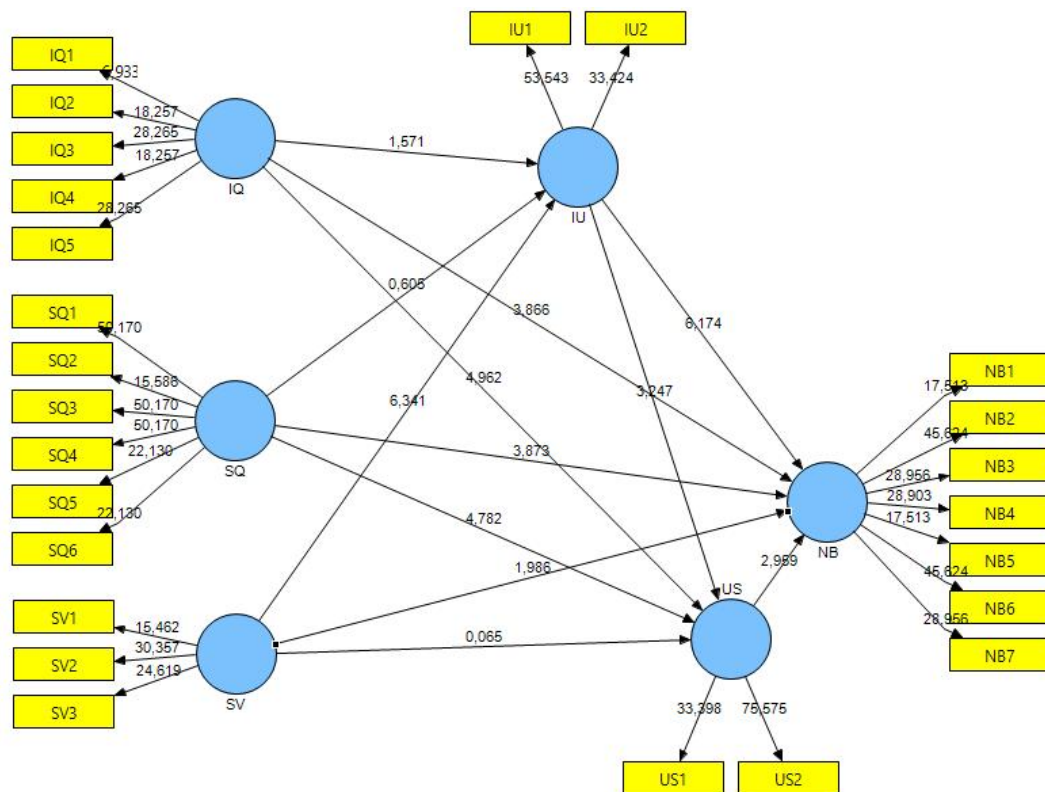 IU1
IU2
IQ1
IQ2
IQ3
IQ4
IQ5
18,257
28,265
18,257
28,265
IQ
53,543
33,424
IU
1,571
0,605
3,866
6,174
4,962
3,247
6,341
SQ1
SQ2
SQ3
SQ4
SQ5
SQ6
50,170
15,586
50,170
50,170
22,130
22,130
SQ
3,873
4,782
1,986
0,065
2,959
SV1
SV2
SV3
15,462
30,357
24,619
SV
US
NB
17,513
45,624
28,956
28,903
17,513
45,624
28,956
NB1
NB2
NB3
NB4
NB5
NB6
NB7
33,398
75,575
US1
US2